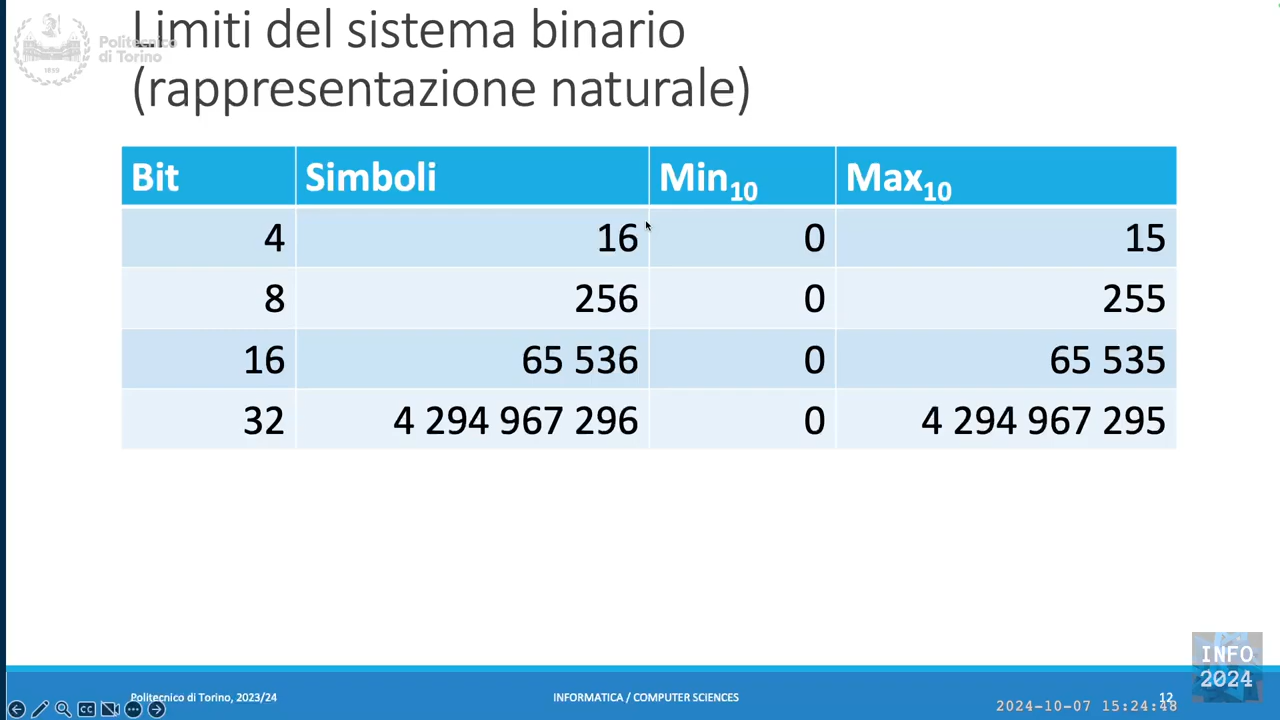 Limiti del sistema binario
(rappresentazione naturale)
Politecnico
di Torino
1859
Bit Simboli Min10 Max10
4 16 0 15
8 256 0 255
16 65 536 0 65 535
32 4 294 967 296 0 4 294 967 295
INFO
2024
Politecnico di Torino, 2023/24 INFORMATICA / COMPUTER SCIENCES 12
CC
2024-10-07 15:24:48